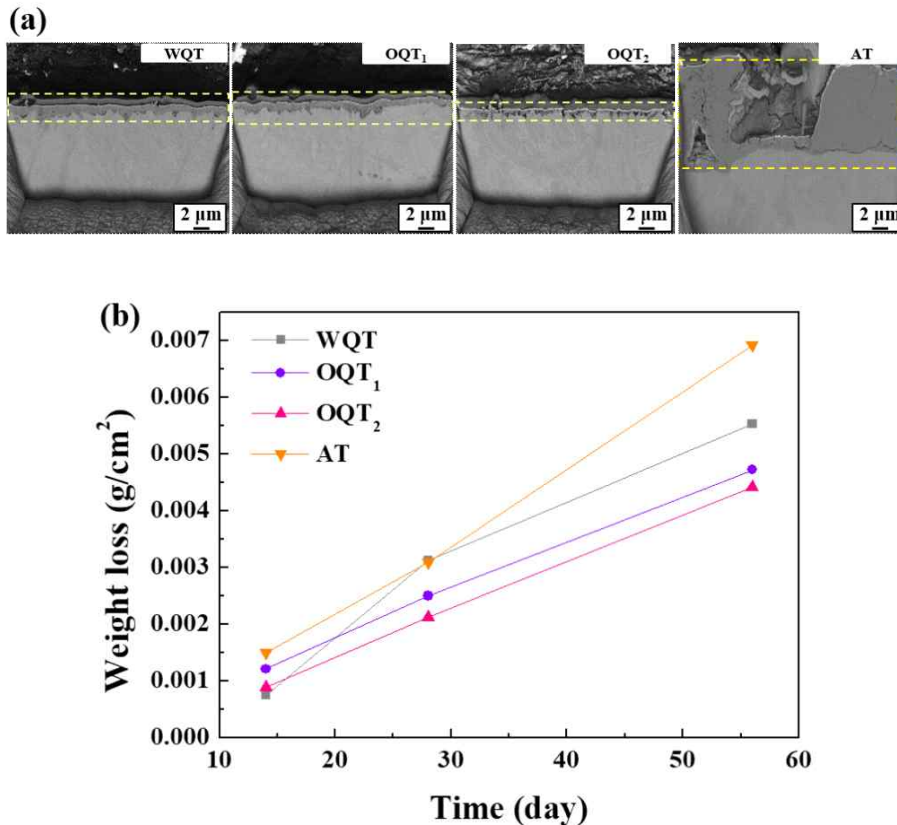 (a)
WQT
OQT₁
OQT₂
AT
2 μm
2 μm
2 μm
2 μm
(b)
WQT
OQT₁
OQT₂
AT
0.007
0.006
0.005
0.004
0.003
0.002
0.001
0.000
Weight loss (g/cm²)
10 20 30 40 50 60
Time (day)